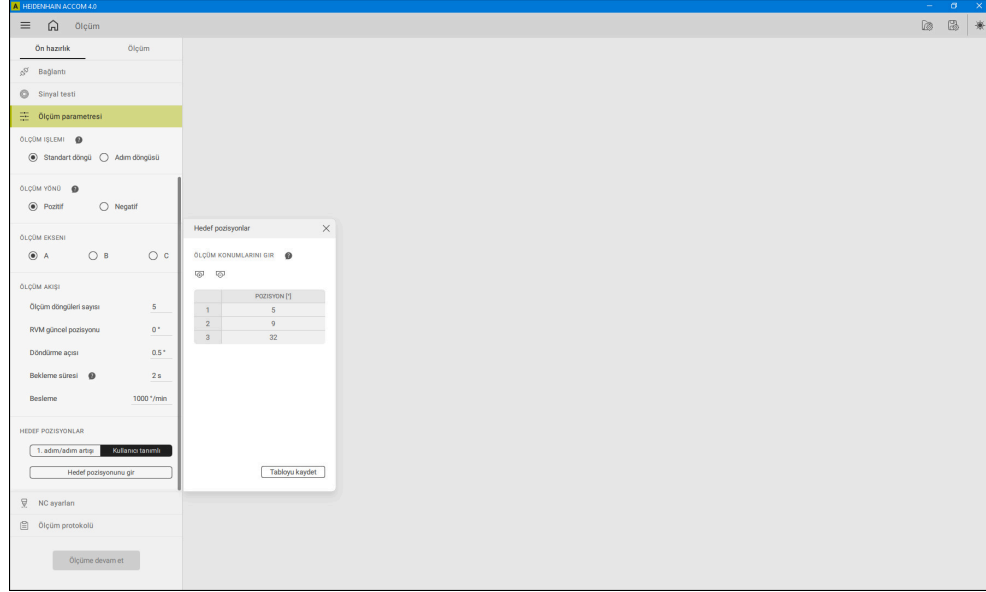 HEIDENHAIN ACCOM 4.0
Ölçüm
Ön hazırlık
Ölçüm
Bağlantı
Sinyal testi
Ölçüm parametresi
ÖLÇÜM IŞLEMI
Standart döngü
Adım döngüsü
ÖLÇÜM YÖNÜ
Pozitif
Negatif
ÖLÇÜM EKSENI
A
B
C
ÖLÇÜM AKIŞI
Ölçüm döngüleri sayısı 5
RVM güncel pozisyonu 0 °
Döndürme açısı 0.5 °
Bekleme süresi 2 s
Besleme 1000 °/min
HEDEF POZISYONLAR
1. adım/adım artışı
Kullanıcı tanımlı
Hedef pozisyonunu gir
NC ayarları
Ölçüm protokolü
Ölçüme devam et
Hedef pozisyonlar
ÖLÇÜM KONUMLARINI GIR
POZISYON [°]
1 5
2 9
3 32
Tabloyu kaydet